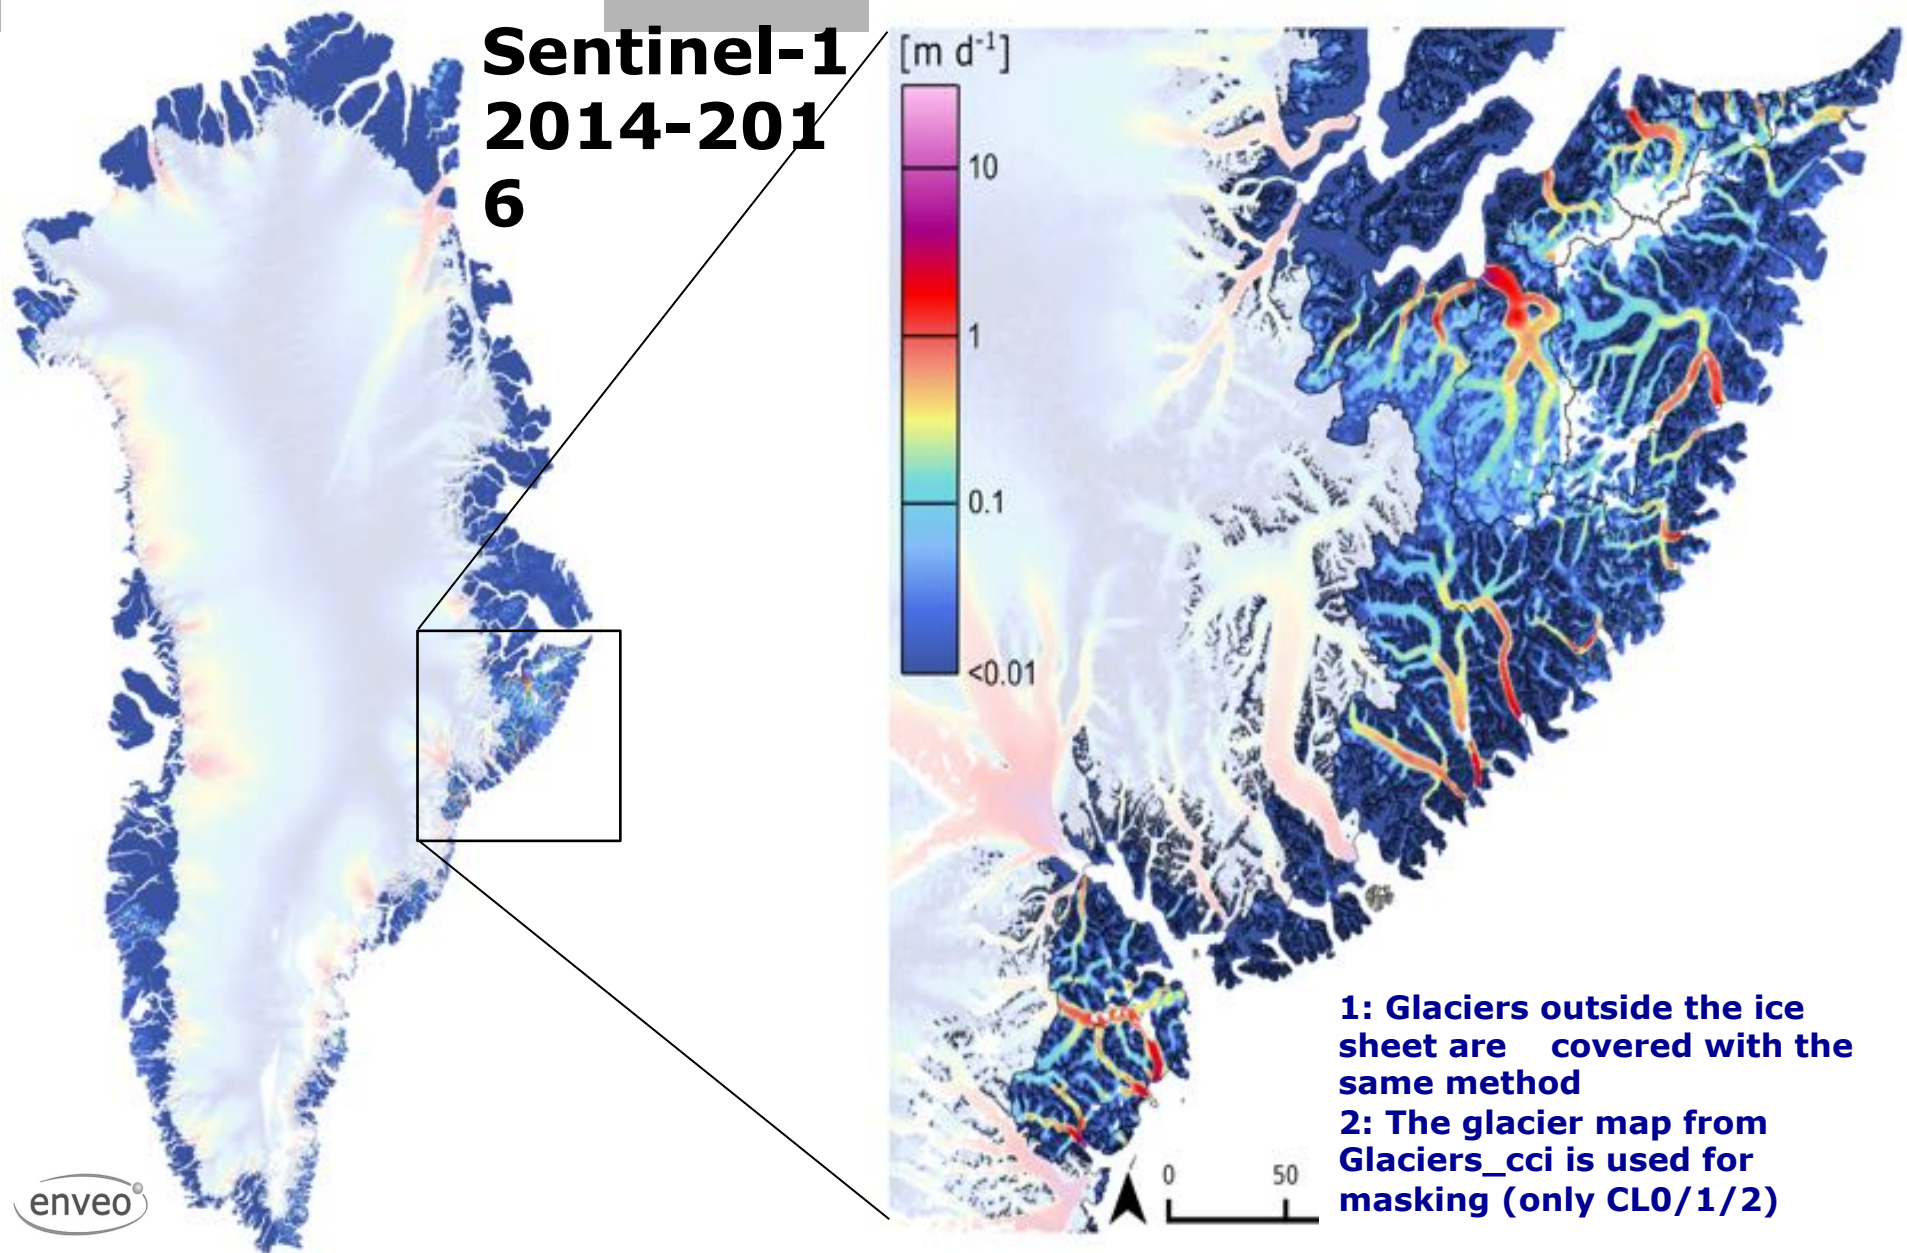 Sentinel-1
2014-201
6
[m d-1]
10
1
0.1
<0.01
0 50
1: Glaciers outside the ice
sheet are covered with the
same method
2: The glacier map from
Glaciers_cci is used for
masking (only CL0/1/2)
enveo